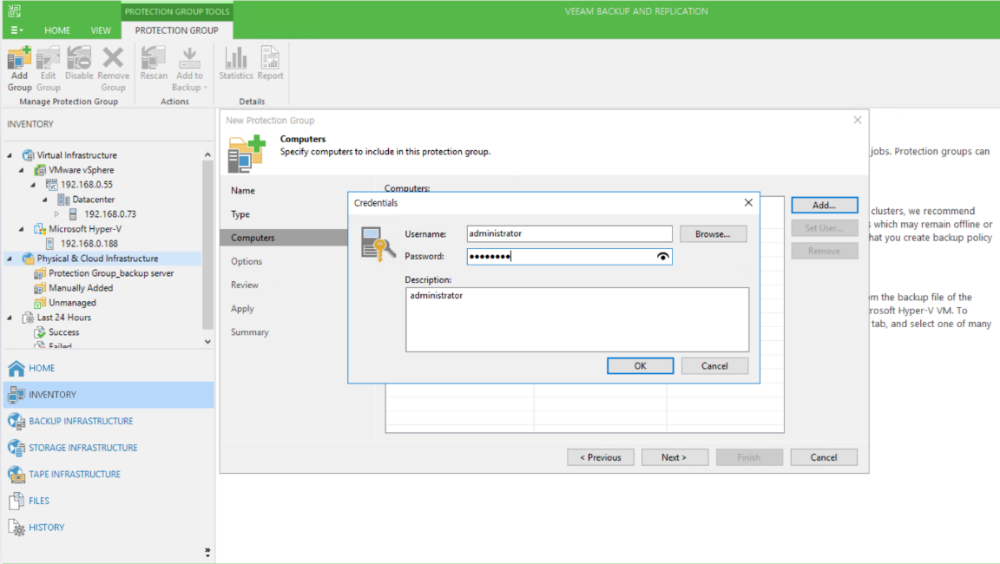 PROTECTION GROUP TOOLS
VEEAM BACKUP AND REPLICATION
HOME VIEW PROTECTION GROUP
Add Group
Edit Group
Disable
Remove Group
Manage Protection Group
Rescan
Add to Backup
Actions
Statistics
Report
Details
INVENTORY
Virtual Infrastructure
VMware vSphere
192.168.0.55
Datacenter
192.168.0.73
Microsoft Hyper-V
192.168.0.188
Physical & Cloud Infrastructure
Protection Group_backup server
Manually Added
Unmanaged
Last 24 Hours
Success
Failed
HOME
INVENTORY
BACKUP INFRASTRUCTURE
STORAGE INFRASTRUCTURE
TAPE INFRASTRUCTURE
FILES
HISTORY
New Protection Group
Computers
Specify computers to include in this protection group.
Name
Type
Computers
Options
Review
Apply
Summary
Computers:
Add...
Set User...
Remove
Credentials
Username: administrator Browse...
Password: ••••••••
Description:
administrator
OK Cancel
< Previous Next > Finish Cancel
jobs. Protection groups can
clusters, we recommend
which may remain offline or
hat you create backup policy
the backup file of the
rosoft Hyper-V VM. To
tab, and select one of many